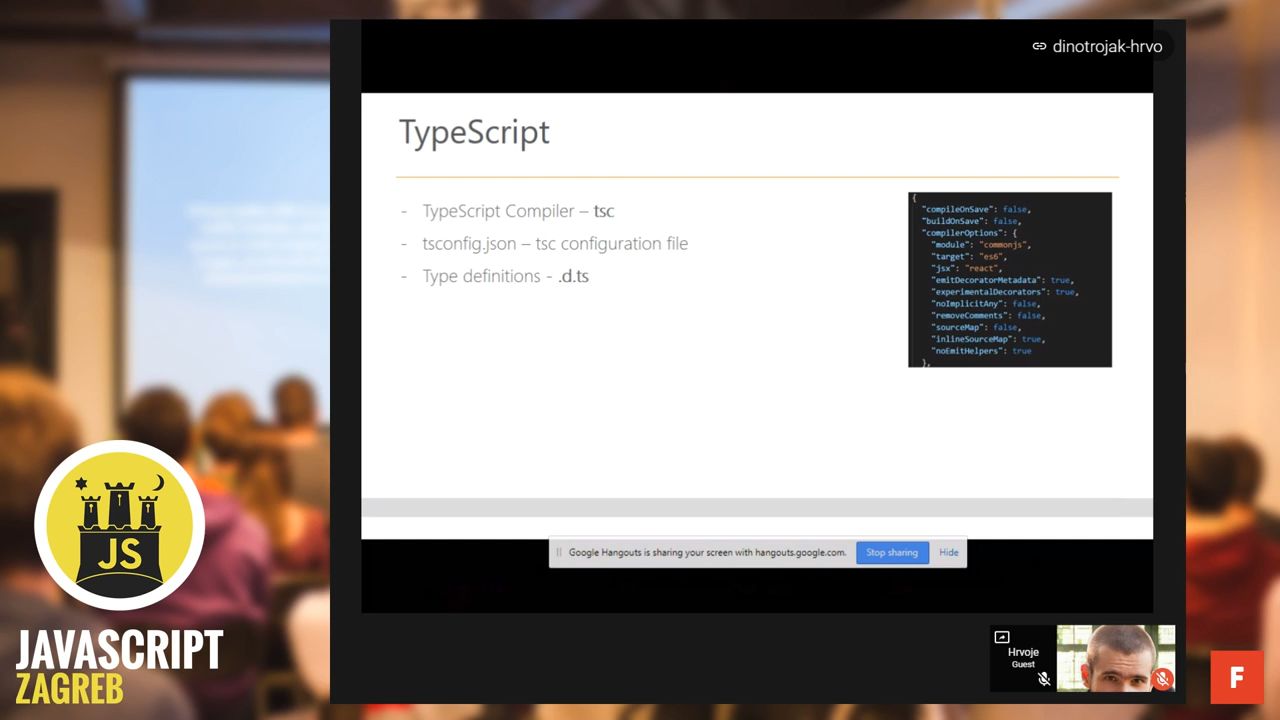 dinotrojak-hrvo
TypeScript
- TypeScript Compiler – tsc
- tsconfig.json – tsc configuration file
- Type definitions - .d.ts
{
"compileOnSave": false,
"buildOnSave": false,
"compilerOptions": {
"module": "commonjs",
"target": "es6",
"jsx": "react",
"emitDecoratorMetadata": true,
"experimentalDecorators": true,
"noImplicitAny": false,
"removeComments": false,
"sourceMap": false,
"inlineSourceMap": true,
"noEmitHelpers": true
},
Google Hangouts is sharing your screen with hangouts.google.com.
Stop sharing
Hide
JS
JAVASCRIPT
ZAGREB
Hrvoje
Guest
F